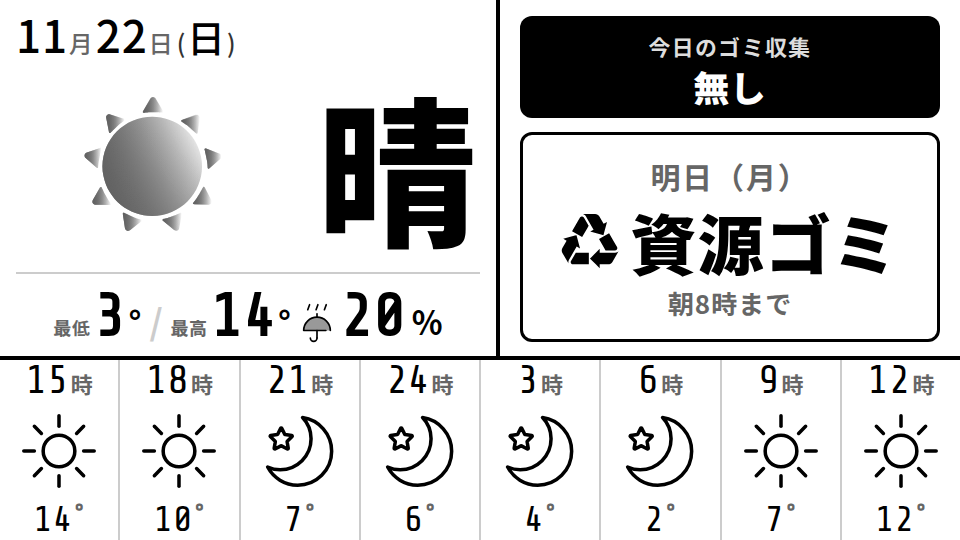 11月22日(日)
晴
最低3°/最高14° 20%
今日のゴミ収集
無し
明日（月）
資源ゴミ
朝8時まで
15時 18時 21時 24時 3時 6時 9時 12時
14° 10° 7° 6° 4° 2° 7° 12°